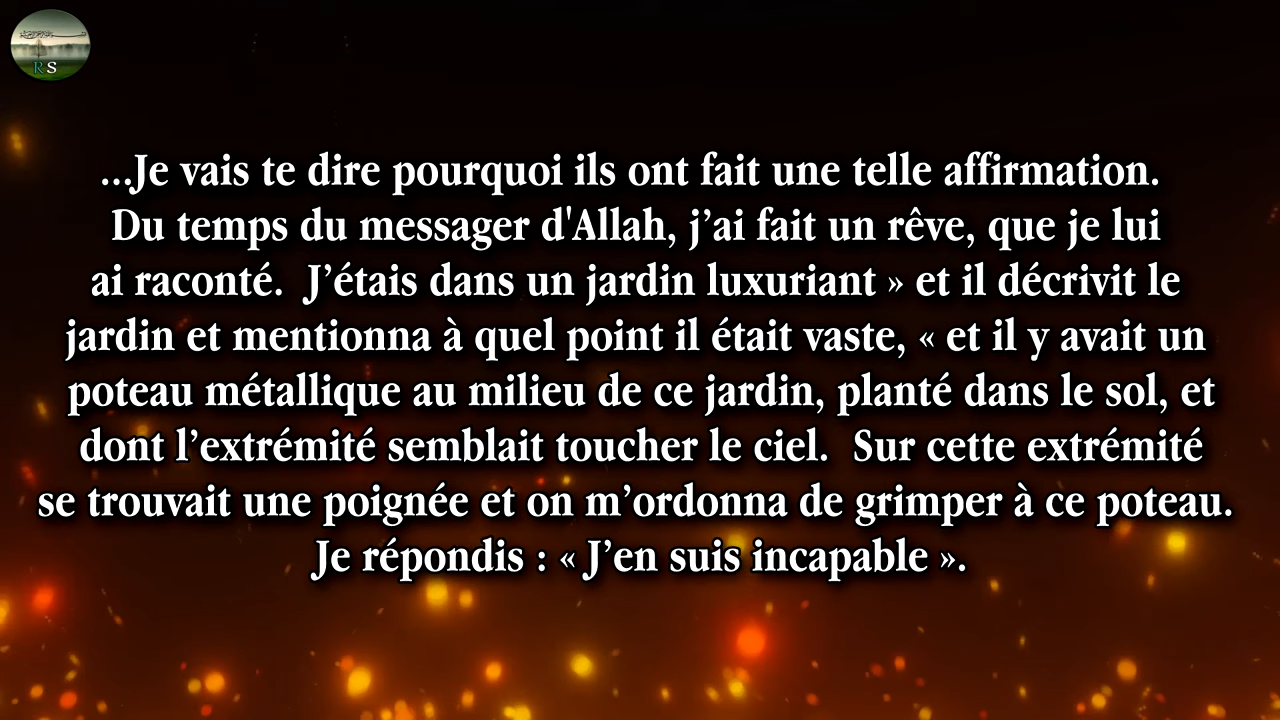 RS
...Je vais te dire pourquoi ils ont fait une telle affirmation.
Du temps du messager d'Allah, j’ai fait un rêve, que je lui
ai raconté.  J’étais dans un jardin luxuriant » et il décrivit le
jardin et mentionna à quel point il était vaste, « et il y avait un
poteau métallique au milieu de ce jardin, planté dans le sol, et
dont l’extrémité semblait toucher le ciel.  Sur cette extrémité
se trouvait une poignée et on m’ordonna de grimper à ce poteau.
Je répondis : « J’en suis incapable ».